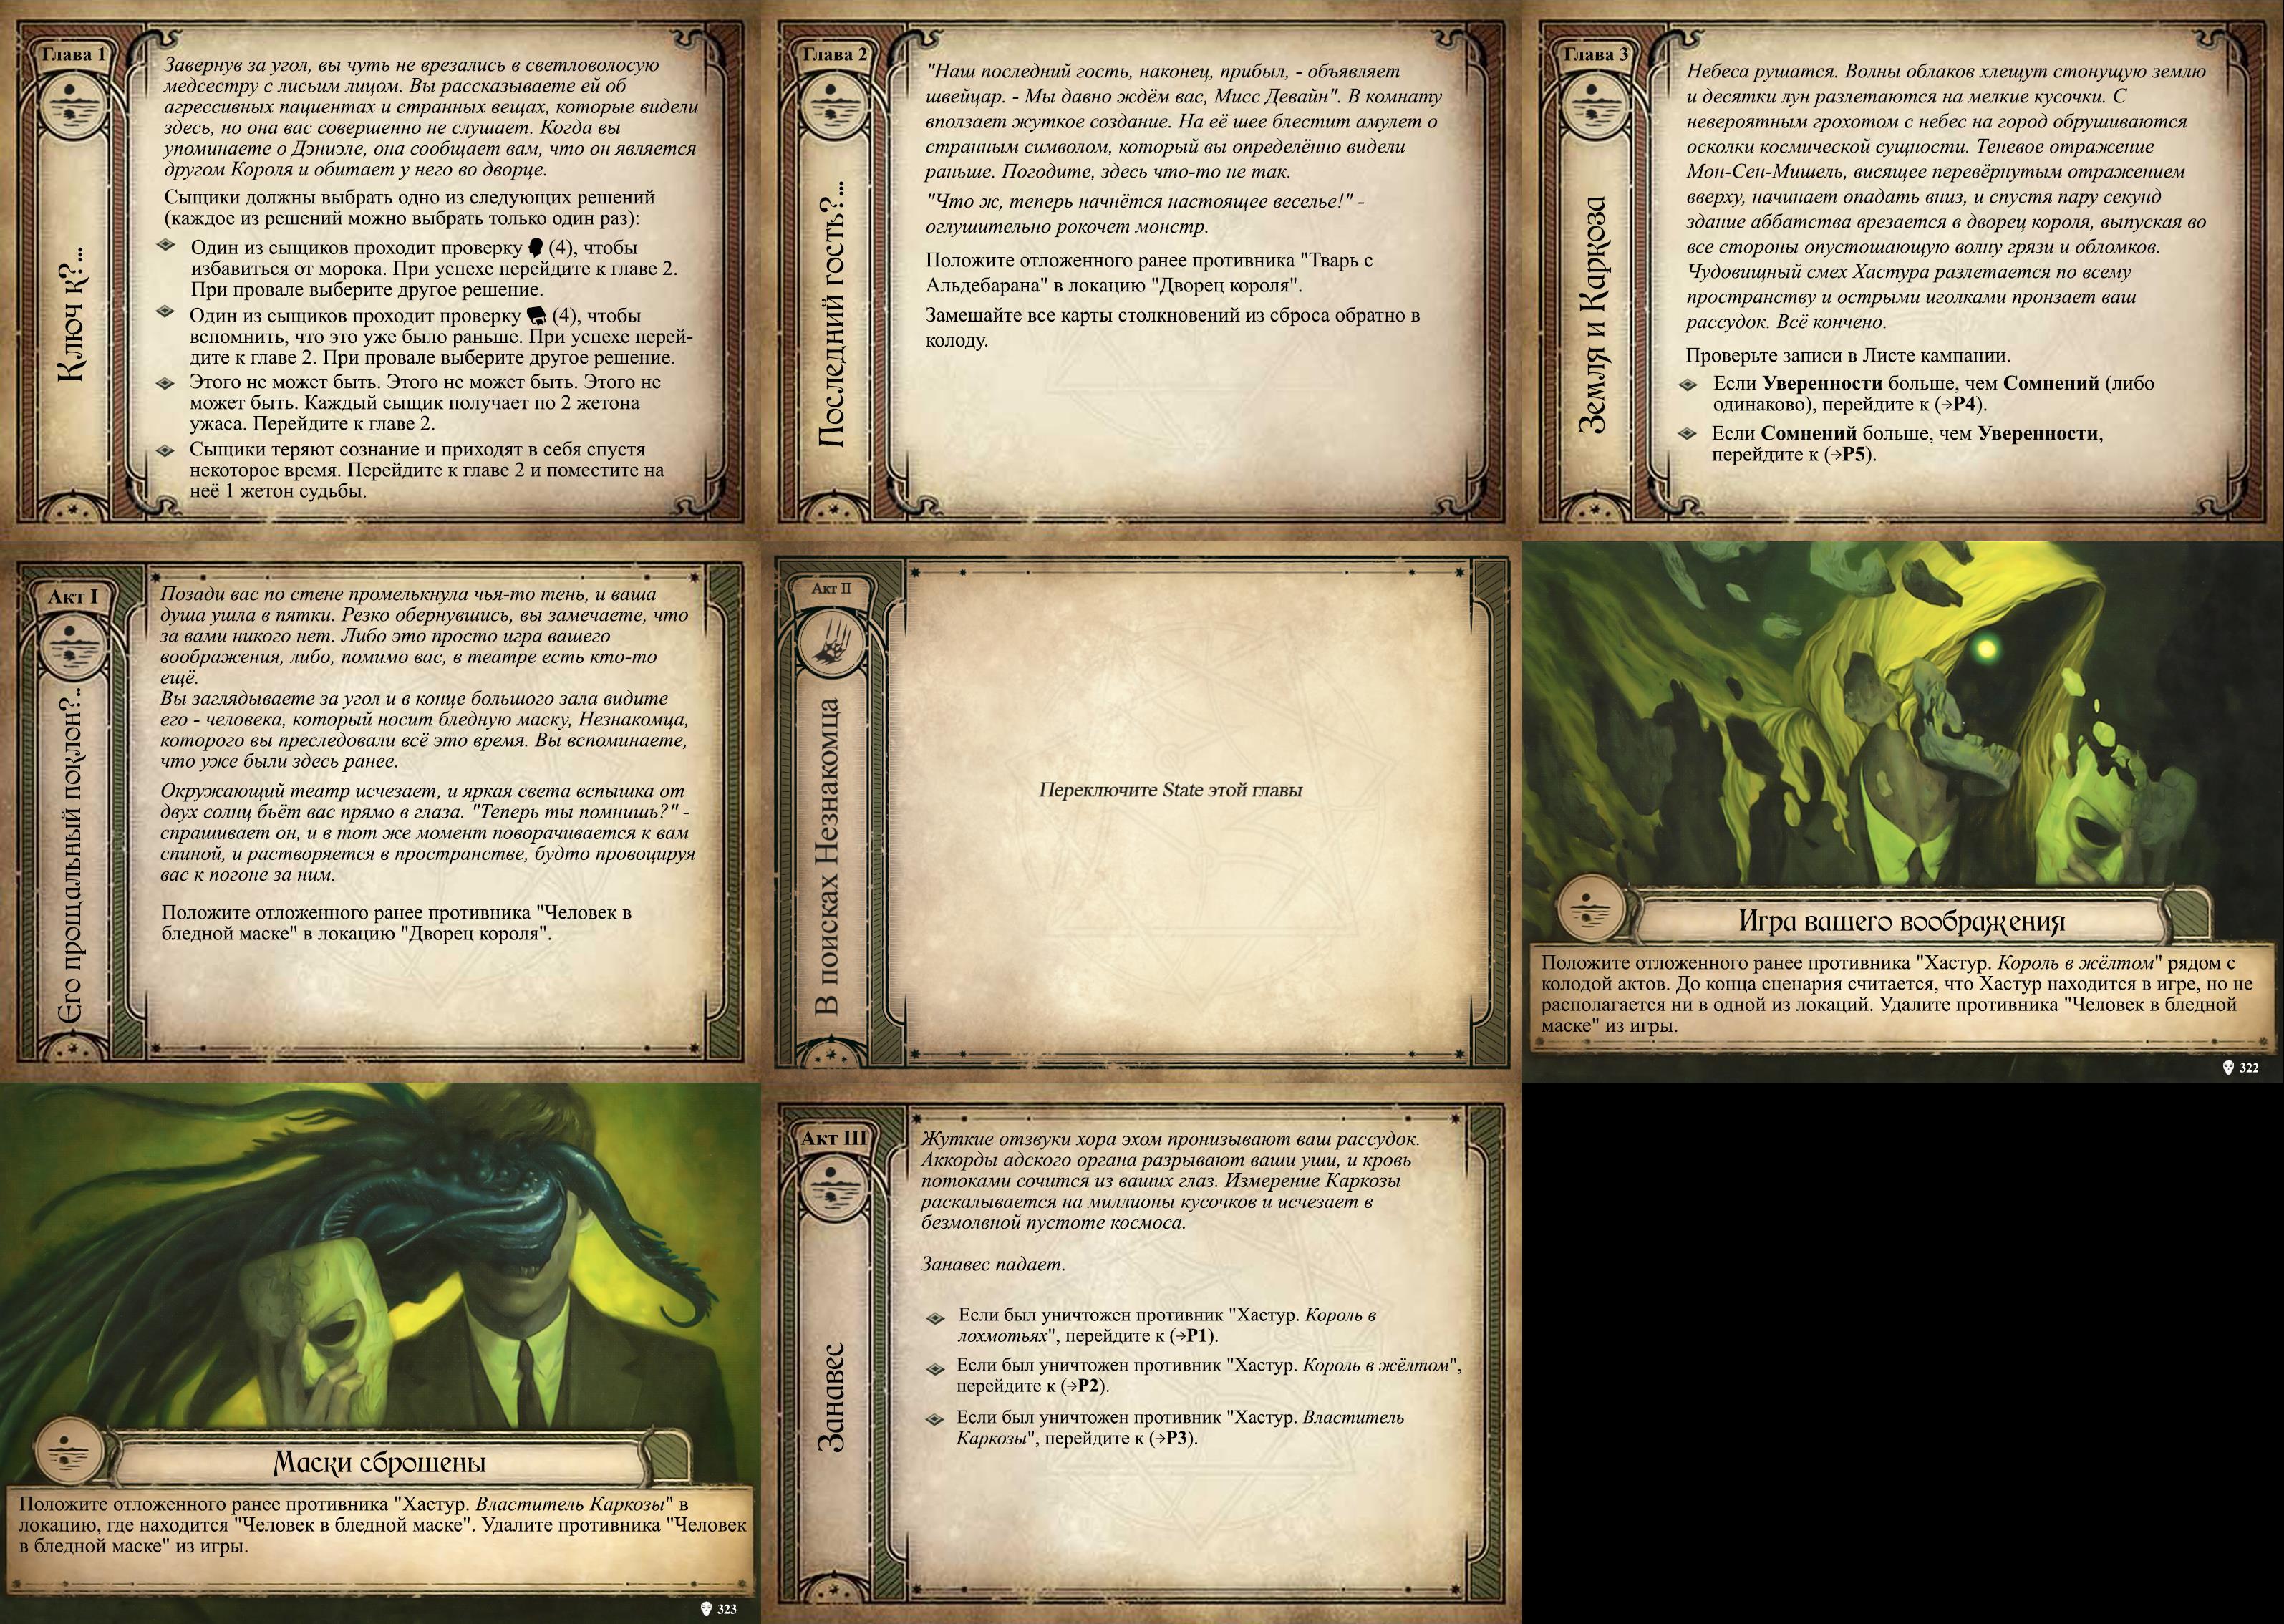 Глава 1
Ключ к?...
Завернув за угол, вы чуть не врезались в светловолосую
медсестру с лисьим лицом. Вы рассказываете ей об
агрессивных пациентах и странных вещах, которые видели
здесь, но она вас совершенно не слушает. Когда вы
упоминаете о Дэниэле, она сообщает вам, что он является
другом Короля и обитает у него во дворце.
Сыщики должны выбрать одно из следующих решений
(каждое из решений можно выбрать только один раз):
Один из сыщиков проходит проверку (4), чтобы
избавиться от морока. При успехе перейдите к главе 2.
При провале выберите другое решение.
Один из сыщиков проходит проверку (4), чтобы
вспомнить, что это уже было раньше. При успехе перей-
дите к главе 2. При провале выберите другое решение.
Этого не может быть. Этого не может быть. Этого не
может быть. Каждый сыщик получает по 2 жетона
ужаса. Перейдите к главе 2.
Сыщики теряют сознание и приходят в себя спустя
некоторое время. Перейдите к главе 2 и поместите на
неё 1 жетон судьбы.
Глава 2
Последний гость?...
"Наш последний гость, наконец, прибыл, - объявляет
швейцар. - Мы давно ждём вас, Мисс Девайн". В комнату
вползает жуткое создание. На её шее блестит амулет о
странным символом, который вы определённо видели
раньше. Погодите, здесь что-то не так.
"Что ж, теперь начнётся настоящее веселье!" -
оглушительно рокочет монстр.
Положите отложенного ранее противника "Тварь с
Альдебарана" в локацию "Дворец короля".
Замешайте все карты столкновений из сброса обратно в
колоду.
Глава 3
Земля и Каркоза
Небеса рушатся. Волны облаков хлещут стонущую землю
и десятки лун разлетаются на мелкие кусочки. С
невероятным грохотом с небес на город обрушиваются
осколки космической сущности. Теневое отражение
Мон-Сен-Мишель, висящее перевёрнутым отражением
вверху, начинает опадать вниз, и спустя пару секунд
здание аббатства врезается в дворец короля, выпуская во
все стороны опустошающую волну грязи и обломков.
Чудовищный смех Хастура разлетается по всему
пространству и острыми иголками пронзает ваш
рассудок. Всё кончено.
Проверьте записи в Листе кампании.
Если Уверенности больше, чем Сомнений (либо
одинаково), перейдите к (→P4).
Если Сомнений больше, чем Уверенности,
перейдите к (→P5).
Акт I
Его прощальный поклон?..
Позади вас по стене промелькнула чья-то тень, и ваша
душа ушла в пятки. Резко обернувшись, вы замечаете, что
за вами никого нет. Либо это просто игра вашего
воображения, либо, помимо вас, в театре есть кто-то
ещё.
Вы заглядываете за угол и в конце большого зала видите
его - человека, который носит бледную маску, Незнакомца,
которого вы преследовали всё это время. Вы вспоминаете,
что уже были здесь ранее.
Окружающий театр исчезает, и яркая света вспышка от
двух солнц бьёт вас прямо в глаза. "Теперь ты помнишь?" -
спрашивает он, и в тот же момент поворачивается к вам
спиной, и растворяется в пространстве, будто провоцируя
вас к погоне за ним.
Положите отложенного ранее противника "Человек в
бледной маске" в локацию "Дворец короля".
Акт II
В поисках Незнакомца
Переключите State этой главы
Игра вашего воображения
Положите отложенного ранее противника "Хастур. Король в жёлтом" рядом с
колодой актов. До конца сценария считается, что Хастур находится в игре, но не
располагается ни в одной из локаций. Удалите противника "Человек в бледной
маске" из игры.
322
Маски сброшены
Положите отложенного ранее противника "Хастур. Властитель Каркозы" в
локацию, где находится "Человек в бледной маске". Удалите противника "Человек
в бледной маске" из игры.
323
Акт III
Занавес
Жуткие отзвуки хора эхом пронизывают ваш рассудок.
Аккорды адского органа разрывают ваши уши, и кровь
потоками сочится из ваших глаз. Измерение Каркозы
раскалывается на миллионы кусочков и исчезает в
безмолвной пустоте космоса.
Занавес падает.
Если был уничтожен противник "Хастур. Король в
лохмотьях", перейдите к (→P1).
Если был уничтожен противник "Хастур. Король в жёлтом",
перейдите к (→P2).
Если был уничтожен противник "Хастур. Властитель
Каркозы", перейдите к (→P3).